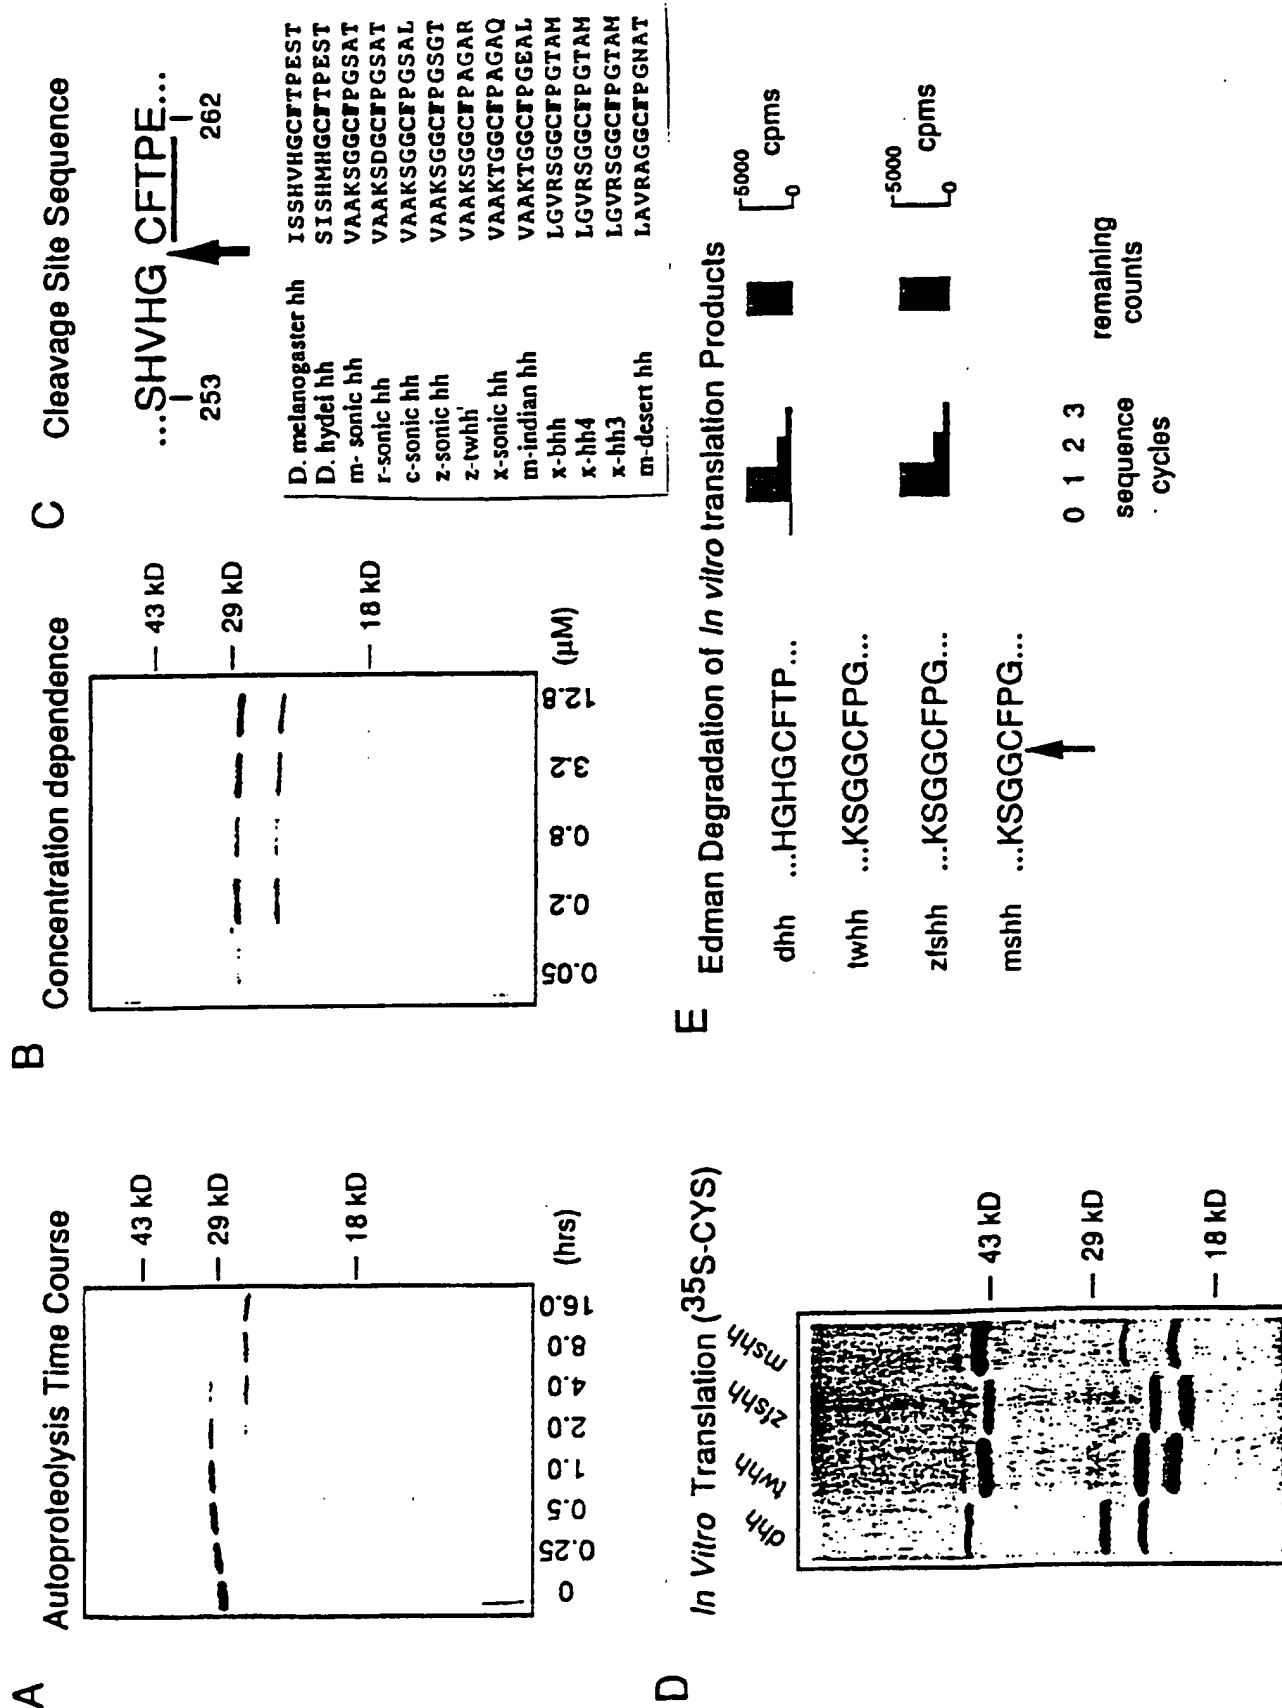 A
Autoproteolysis Time Course
43 kD
29 kD
18 kD
0 0.25 0.5 1.0 2.0 4.0 8.0 16.0 (hrs)
B
Concentration dependence
43 kD
29 kD
18 kD
0.05 0.2 0.8 3.2 12.8 (μM)
C
Cleavage Site Sequence
...SHVHG CFTPE...
253 262
D. melanogaster hh ISSHVHGCFTPEST
D. hydei hh SISHMHGCFTPEST
m- sonic hh VAAKSGGCFPGSAT
r-sonic hh VAAKSDGCFPGSAT
c-sonic hh VAAKSGGCFPGSAL
z-sonic hh VAAKSGGCFPGSGT
z-twhh' VAAKSGGCFPAGAR
x-sonic hh VAAKTGGCFPAGAQ
m-indian hh VAAKTGGCFPGEAL
x-bhh LGVRSGGCFPGTAM
x-hh4 LGVRSGGCFPGTAM
x-hh3 LGVRSGGCFPGTAM
m-desert hh LAVRAGGCFPGNAT
D
In Vitro Translation (35S-CYS)
dhh twhh zfshh mshh
43 kD
29 kD
18 kD
E
Edman Degradation of In vitro translation Products
dhh ...HGHGCFTP...
twhh ...KSGGCFPG...
zfshh ...KSGGCFPG...
mshh ...KSGGCFPG...
5000
cpms
0
5000
cpms
0
0 1 2 3
sequence
cycles
remaining
counts